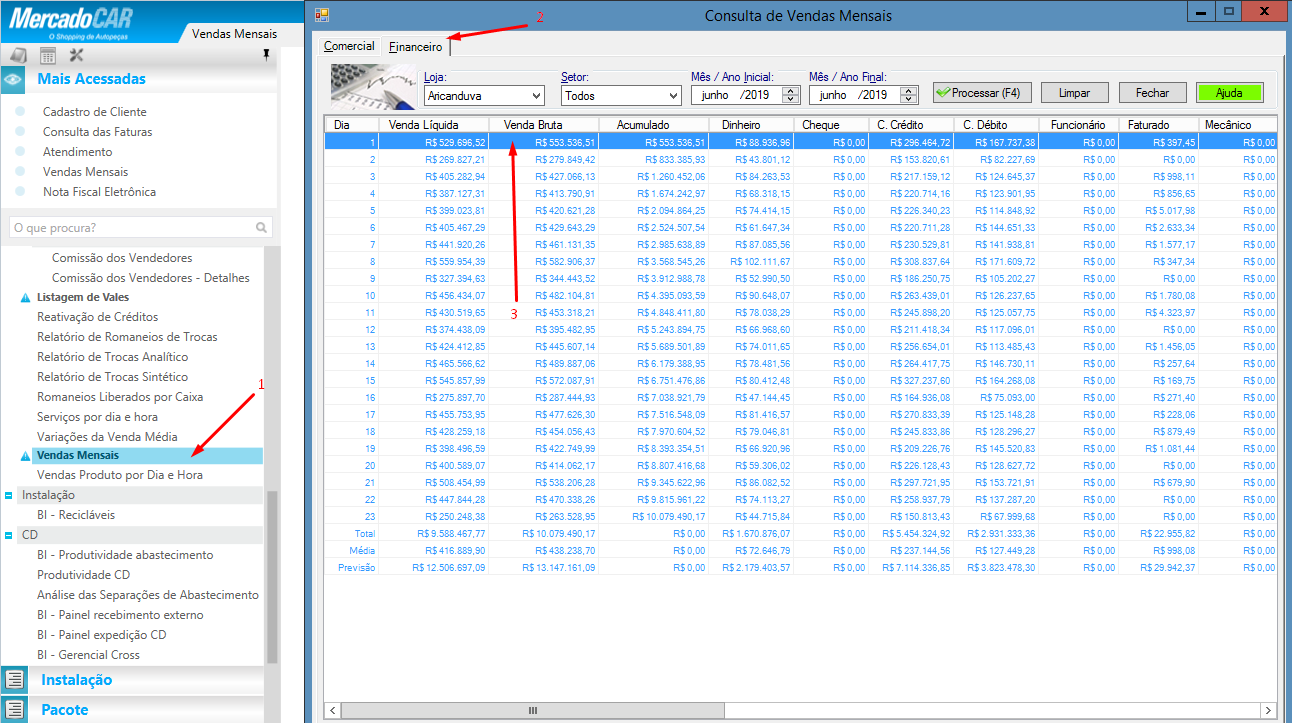 MercadoCAR
O Shopping de Autopeças
Vendas Mensais
Mais Acessadas
Cadastro de Cliente
Consulta das Faturas
Atendimento
Vendas Mensais
Nota Fiscal Eletrônica
O que procura?
Comissão dos Vendedores
Comissão dos Vendedores - Detalhes
Listagem de Vales
Reativação de Créditos
Relatório de Romaneios de Trocas
Relatório de Trocas Analítico
Relatório de Trocas Sintético
Romaneios Liberados por Caixa
1
Serviços por dia e hora
Variações da Venda Média
Vendas Mensais
Vendas Produto por Dia e Hora
Instalação
BI - Recicláveis
CD
BI - Produtividade abastecimento
Produtividade CD
Análise das Separações de Abastecimento
BI - Painel recebimento externo
BI - Painel expedição CD
BI - Gerencial Cross
Instalação
Pacote
Consulta de Vendas Mensais
2
Comercial Financeiro
Loja: Setor: Mês / Ano Inicial: Mês / Ano Final:
Aricanduva Todos junho /2019 junho /2019 Processar (F4) Limpar Fechar Ajuda
Dia Venda Líquida Venda Bruta Acumulado Dinheiro Cheque C. Crédito C. Débito Funcionário Faturado Mecânico
1 R$ 529.696,52 R$ 553.536,51 R$ 553.536,51 R$ 88.936,96 R$ 0,00 R$ 296.464,72 R$ 167.737,38 R$ 0,00 R$ 397,45 R$ 0,00
2 R$ 269.827,21 R$ 279.849,42 R$ 833.385,93 R$ 43.801,12 R$ 0,00 R$ 153.820,61 R$ 82.227,69 R$ 0,00 R$ 0,00 R$ 0,00
3 R$ 405.282,94 R$ 427.066,13 R$ 1.260.452,06 R$ 84.263,53 R$ 0,00 R$ 217.159,12 R$ 124.645,37 R$ 0,00 R$ 998,11 R$ 0,00
4 R$ 387.127,31 R$ 413.790,91 R$ 1.674.242,97 R$ 68.318,15 R$ 0,00 R$ 220.714,16 R$ 123.901,95 R$ 0,00 R$ 856,65 R$ 0,00
5 R$ 399.023,81 R$ 420.621,28 R$ 2.094.864,25 R$ 74.414,15 R$ 0,00 R$ 226.340,23 R$ 114.848,92 R$ 0,00 R$ 5.017,98 R$ 0,00
6 R$ 405.467,29 R$ 429.643,29 R$ 2.524.507,54 R$ 61.647,34 R$ 0,00 R$ 220.711,28 R$ 144.651,33 R$ 0,00 R$ 2.633,34 R$ 0,00
7 R$ 441.920,26 R$ 461.131,35 R$ 2.985.638,89 R$ 87.085,56 R$ 0,00 R$ 230.529,81 R$ 141.938,81 R$ 0,00 R$ 1.577,17 R$ 0,00
8 R$ 559.954,39 R$ 582.906,37 R$ 3.568.545,26 R$ 102.111,67 R$ 0,00 R$ 308.837,64 R$ 171.609,72 R$ 0,00 R$ 347,34 R$ 0,00
9 R$ 327.394,63 R$ 344.443,52 R$ 3.912.988,78 R$ 52.990,50 R$ 0,00 R$ 186.250,75 R$ 105.202,27 R$ 0,00 R$ 0,00 R$ 0,00
10 R$ 456.434,07 R$ 482.104,81 R$ 4.395.093,59 R$ 90.648,07 R$ 0,00 R$ 263.439,01 R$ 126.237,65 R$ 0,00 R$ 1.780,08 R$ 0,00
11 R$ 430.519,65 R$ 453.318,21 R$ 4.848.411,80 R$ 78.038,29 R$ 0,00 R$ 245.898,20 R$ 125.057,75 R$ 0,00 R$ 4.323,97 R$ 0,00
3
12 R$ 374.438,09 R$ 395.482,95 R$ 5.243.894,75 R$ 66.968,60 R$ 0,00 R$ 211.418,34 R$ 117.096,01 R$ 0,00 R$ 0,00 R$ 0,00
13 R$ 424.412,85 R$ 445.607,14 R$ 5.689.501,89 R$ 74.011,65 R$ 0,00 R$ 256.654,01 R$ 113.485,43 R$ 0,00 R$ 1.456,05 R$ 0,00
14 R$ 465.566,62 R$ 489.887,06 R$ 6.179.388,95 R$ 78.481,56 R$ 0,00 R$ 264.417,75 R$ 146.730,11 R$ 0,00 R$ 257,64 R$ 0,00
15 R$ 545.857,99 R$ 572.087,91 R$ 6.751.476,86 R$ 80.412,48 R$ 0,00 R$ 327.237,60 R$ 164.268,08 R$ 0,00 R$ 169,75 R$ 0,00
16 R$ 275.897,70 R$ 287.444,93 R$ 7.038.921,79 R$ 47.144,45 R$ 0,00 R$ 164.936,08 R$ 75.093,00 R$ 0,00 R$ 271,40 R$ 0,00
17 R$ 455.753,95 R$ 477.626,30 R$ 7.516.548,09 R$ 81.416,57 R$ 0,00 R$ 270.833,39 R$ 125.148,28 R$ 0,00 R$ 228,06 R$ 0,00
18 R$ 428.259,18 R$ 454.056,43 R$ 7.970.604,52 R$ 79.046,81 R$ 0,00 R$ 245.833,86 R$ 128.296,27 R$ 0,00 R$ 879,49 R$ 0,00
19 R$ 398.496,59 R$ 422.749,99 R$ 8.393.354,51 R$ 66.920,96 R$ 0,00 R$ 209.226,76 R$ 145.520,83 R$ 0,00 R$ 1.081,44 R$ 0,00
20 R$ 400.589,07 R$ 414.062,17 R$ 8.807.416,68 R$ 59.306,02 R$ 0,00 R$ 226.128,43 R$ 128.627,72 R$ 0,00 R$ 0,00 R$ 0,00
21 R$ 508.454,99 R$ 538.206,28 R$ 9.345.622,96 R$ 86.082,52 R$ 0,00 R$ 297.721,95 R$ 153.721,91 R$ 0,00 R$ 679,90 R$ 0,00
22 R$ 447.844,28 R$ 470.338,26 R$ 9.815.961,22 R$ 74.113,27 R$ 0,00 R$ 258.937,79 R$ 137.287,20 R$ 0,00 R$ 0,00 R$ 0,00
23 R$ 250.248,38 R$ 263.528,95 R$ 10.079.490,17 R$ 44.715,84 R$ 0,00 R$ 150.813,43 R$ 67.999,68 R$ 0,00 R$ 0,00 R$ 0,00
Total R$ 9.588.467,77 R$ 10.079.490,17 R$ 0,00 R$ 1.670.876,07 R$ 0,00 R$ 5.454.324,92 R$ 2.931.333,36 R$ 0,00 R$ 22.955,82 R$ 0,00
Média R$ 416.889,90 R$ 438.238,70 R$ 0,00 R$ 72.646,79 R$ 0,00 R$ 237.144,56 R$ 127.449,28 R$ 0,00 R$ 998,08 R$ 0,00
Previsão R$ 12.506.697,09 R$ 13.147.161,09 R$ 0,00 R$ 2.179.403,57 R$ 0,00 R$ 7.114.336,85 R$ 3.823.478,30 R$ 0,00 R$ 29.942,37 R$ 0,00